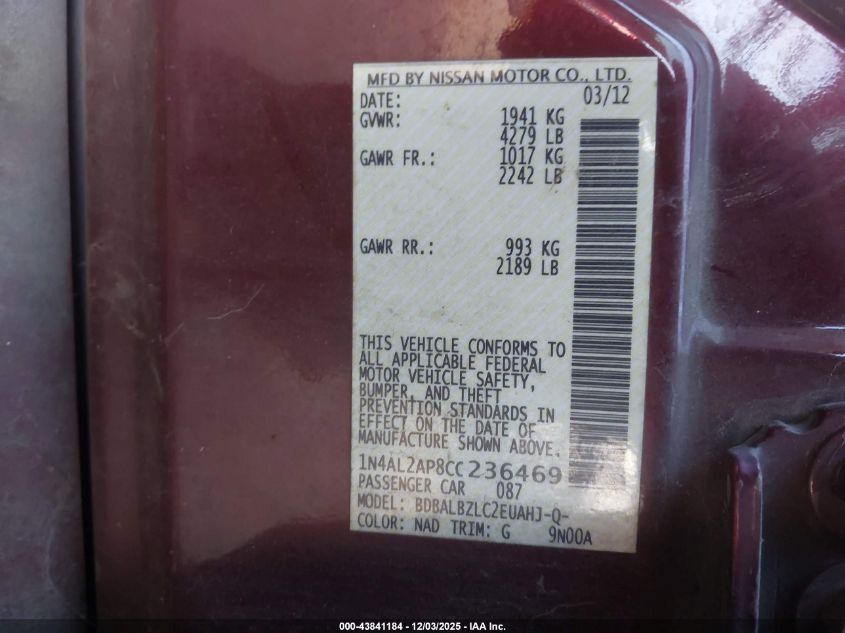 MFD BY NISSAN MOTOR CO., LTD.
DATE: 03/12
GVWR: 1941 KG
4279 LB
GAWR FR.: 1017 KG
2242 LB
GAWR RR.: 993 KG
2189 LB
THIS VEHICLE CONFORMS TO
ALL APPLICABLE FEDERAL
MOTOR VEHICLE SAFETY,
BUMPER, AND THEFT
PREVENTION STANDARDS IN
EFFECT ON THE DATE OF
MANUFACTURE SHOWN ABOVE.
1N4AL2AP8CC236469
PASSENGER CAR 087
MODEL: BDBALBZLC2EUAHJ-Q-
COLOR: NAD TRIM: G 9N00A
000-43841184 - 12/03/2025 - IAA Inc.